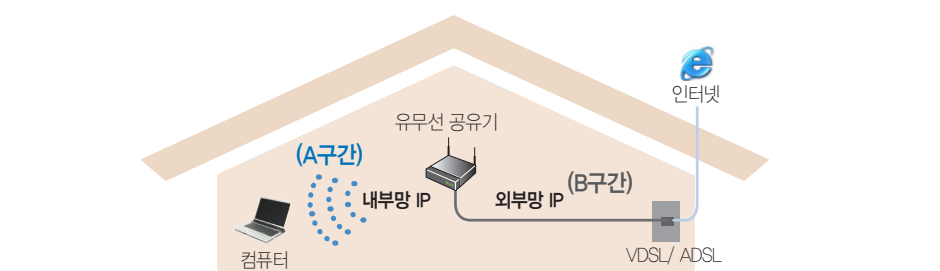 인터넷
유무선 공유기
(A구간)
내부망 IP
외부망 IP
(B구간)
컴퓨터
VDSL/ ADSL